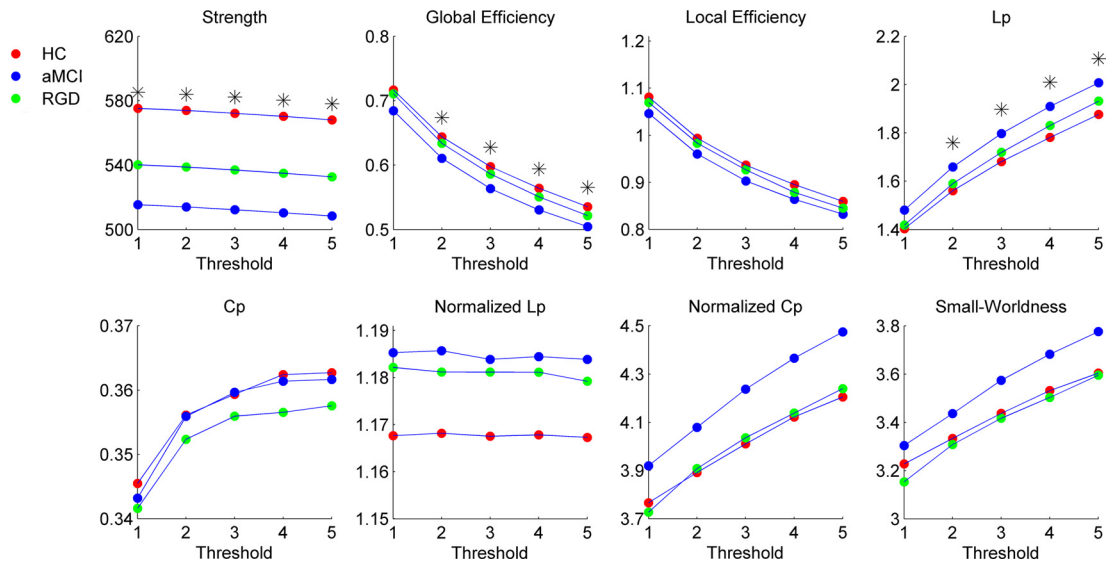 Strength
Global Efficiency
Local Efficiency
Lp
HC
aMCI
RGD
620
580
540
500
1 2 3 4 5
Threshold
0.8
0.7
0.6
0.5
1 2 3 4 5
Threshold
1.1
1
0.9
0.8
1 2 3 4 5
Threshold
2.2
2
1.8
1.6
1.4
1 2 3 4 5
Threshold
Cp
Normalized Lp
Normalized Cp
Small-Worldness
0.37
0.36
0.35
0.34
1 2 3 4 5
Threshold
1.19
1.18
1.17
1.16
1.15
1 2 3 4 5
Threshold
4.5
4.3
4.1
3.9
3.7
1 2 3 4 5
Threshold
3.8
3.6
3.4
3.2
3
1 2 3 4 5
Threshold